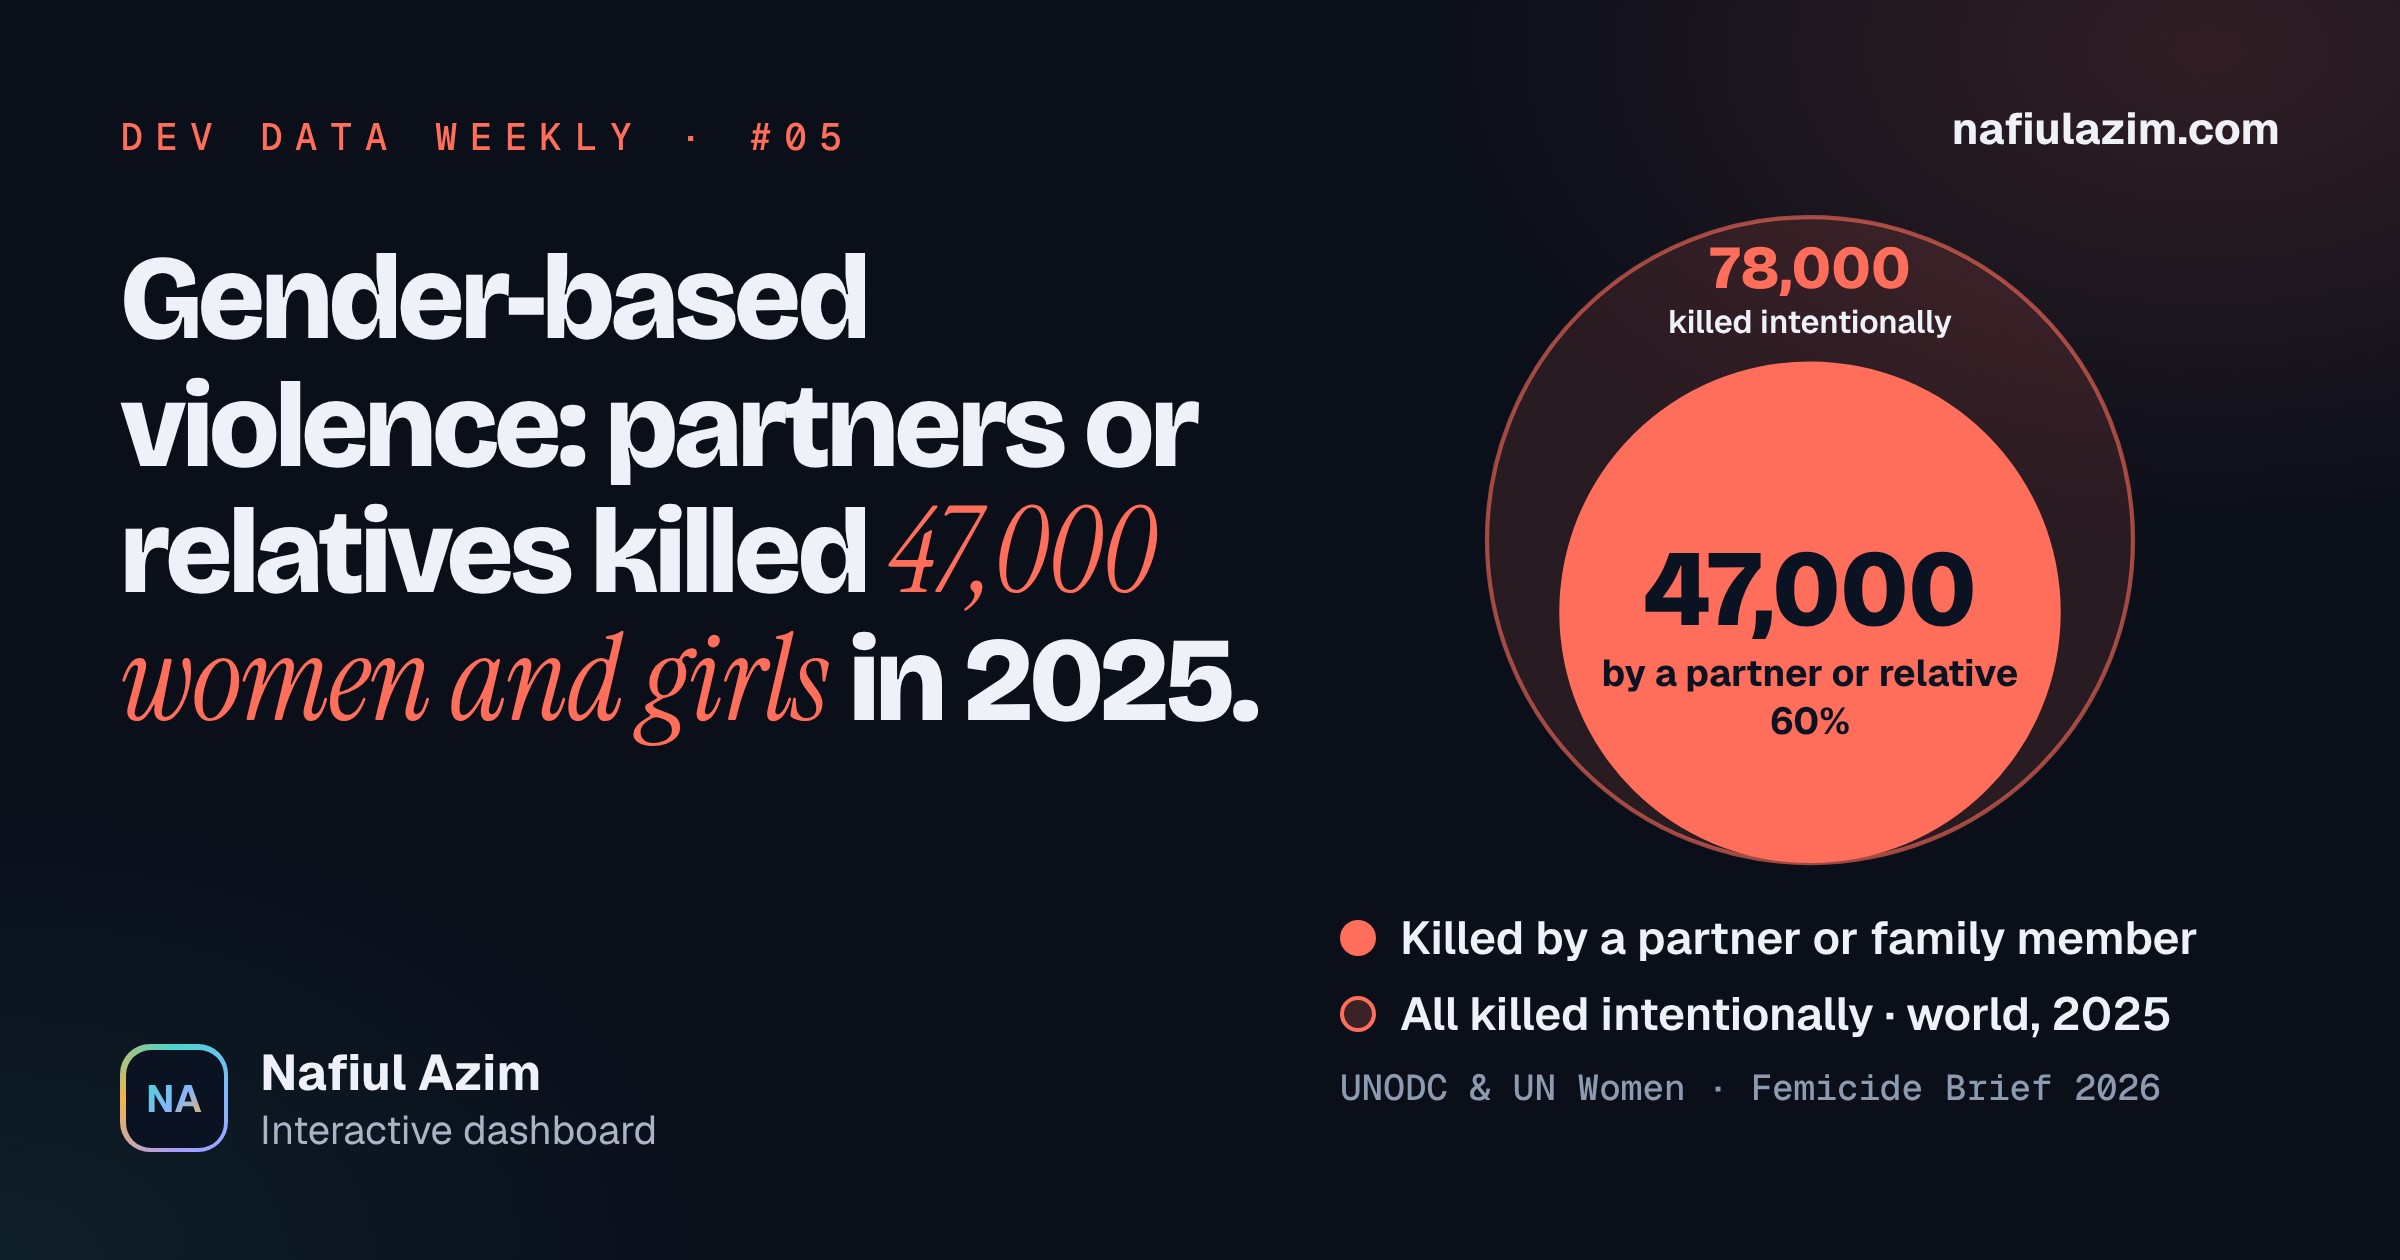 DEV DATA WEEKLY · #05
nafiulazim.com
Gender-based
violence: partners or
relatives killed 47,000
women and girls in 2025.
78,000
killed intentionally
47,000
by a partner or relative
60%
Killed by a partner or family member
All killed intentionally · world, 2025
UNODC & UN Women · Femicide Brief 2026
NA
Nafiul Azim
Interactive dashboard